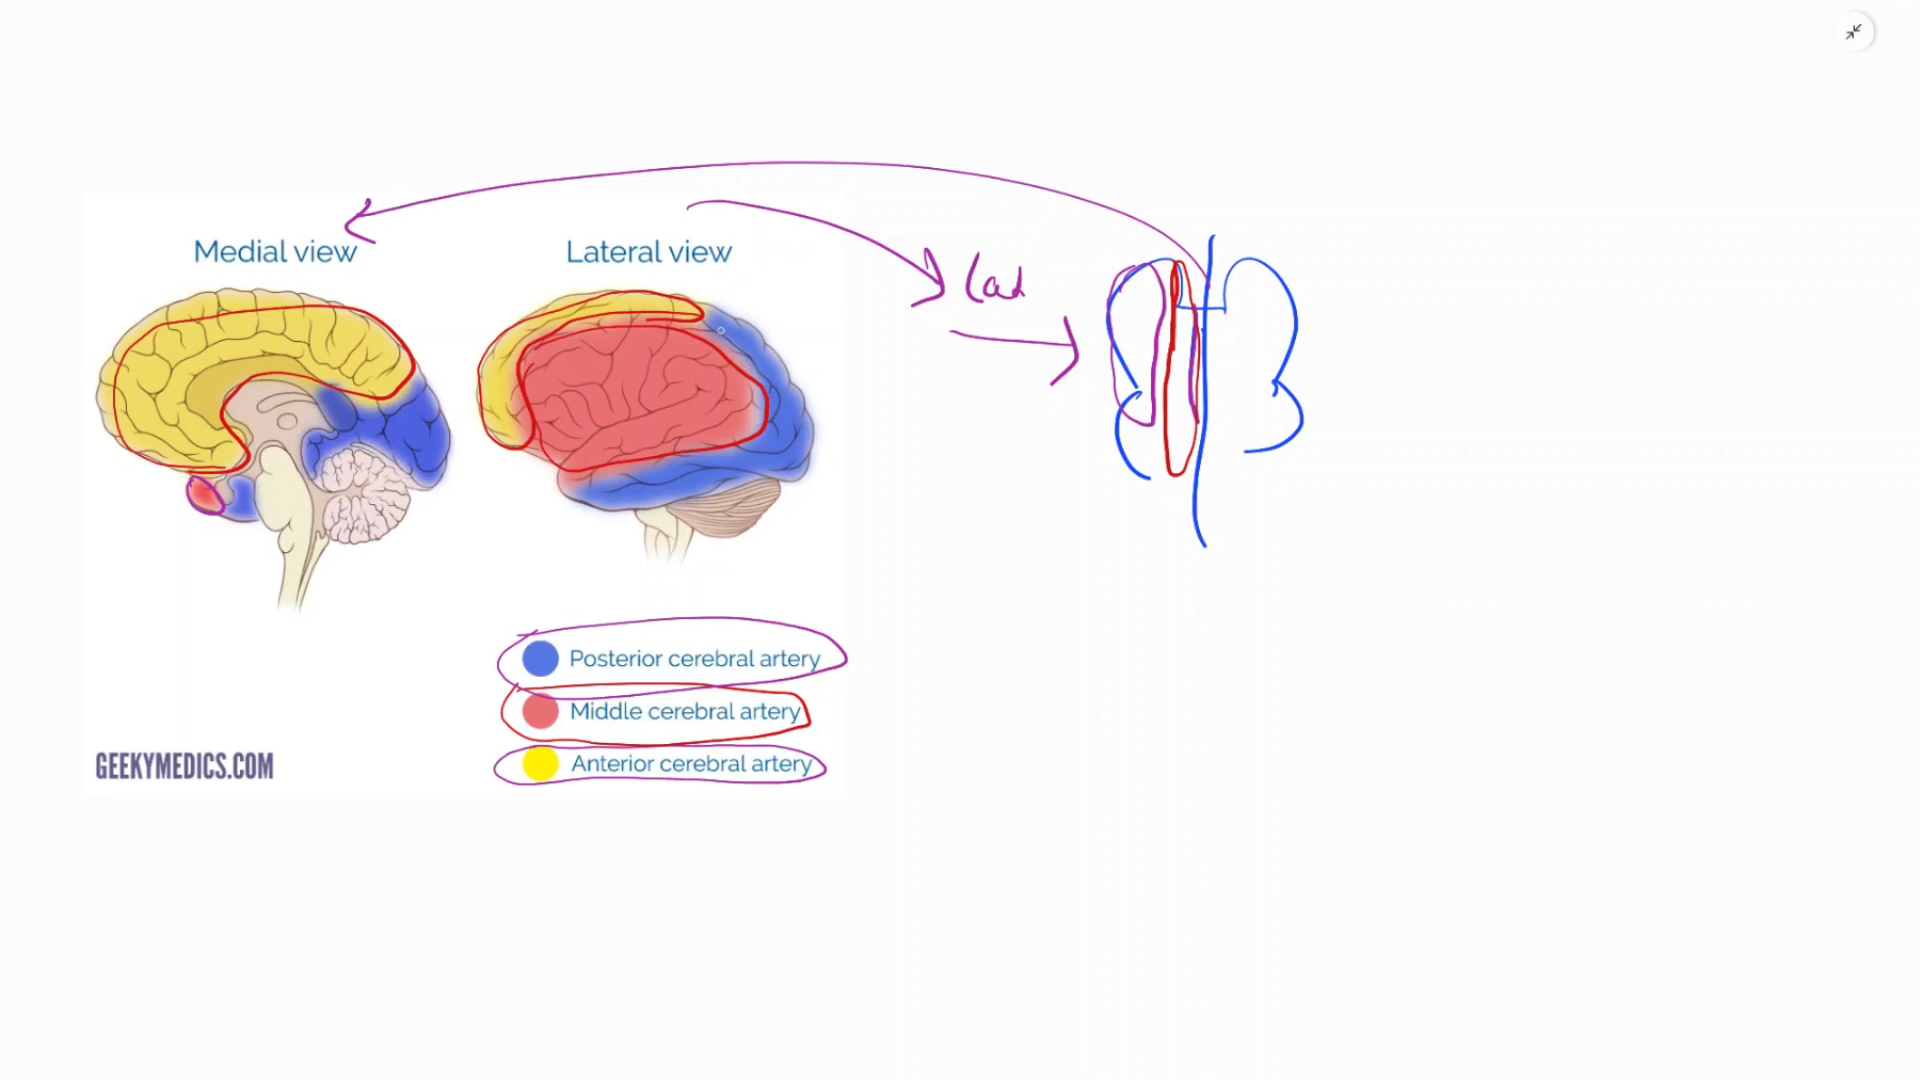 Medial view
Lateral view
Lat
Posterior cerebral artery
Middle cerebral artery
Anterior cerebral artery
GEEKYMEDICS.COM